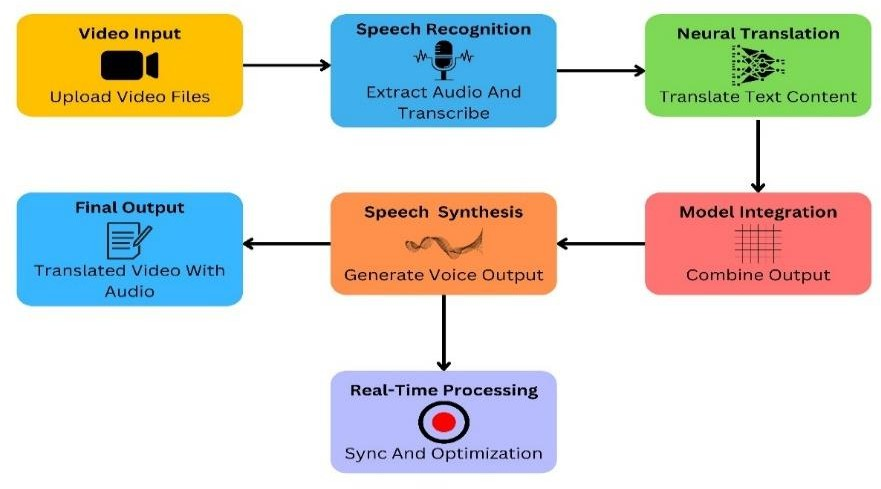 Video Input
Upload Video Files
Speech Recognition
Extract Audio And
Transcribe
Neural Translation
Translate Text Content
Model Integration
Combine Output
Speech Synthesis
Generate Voice Output
Final Output
Translated Video With
Audio
Real-Time Processing
Sync And Optimization